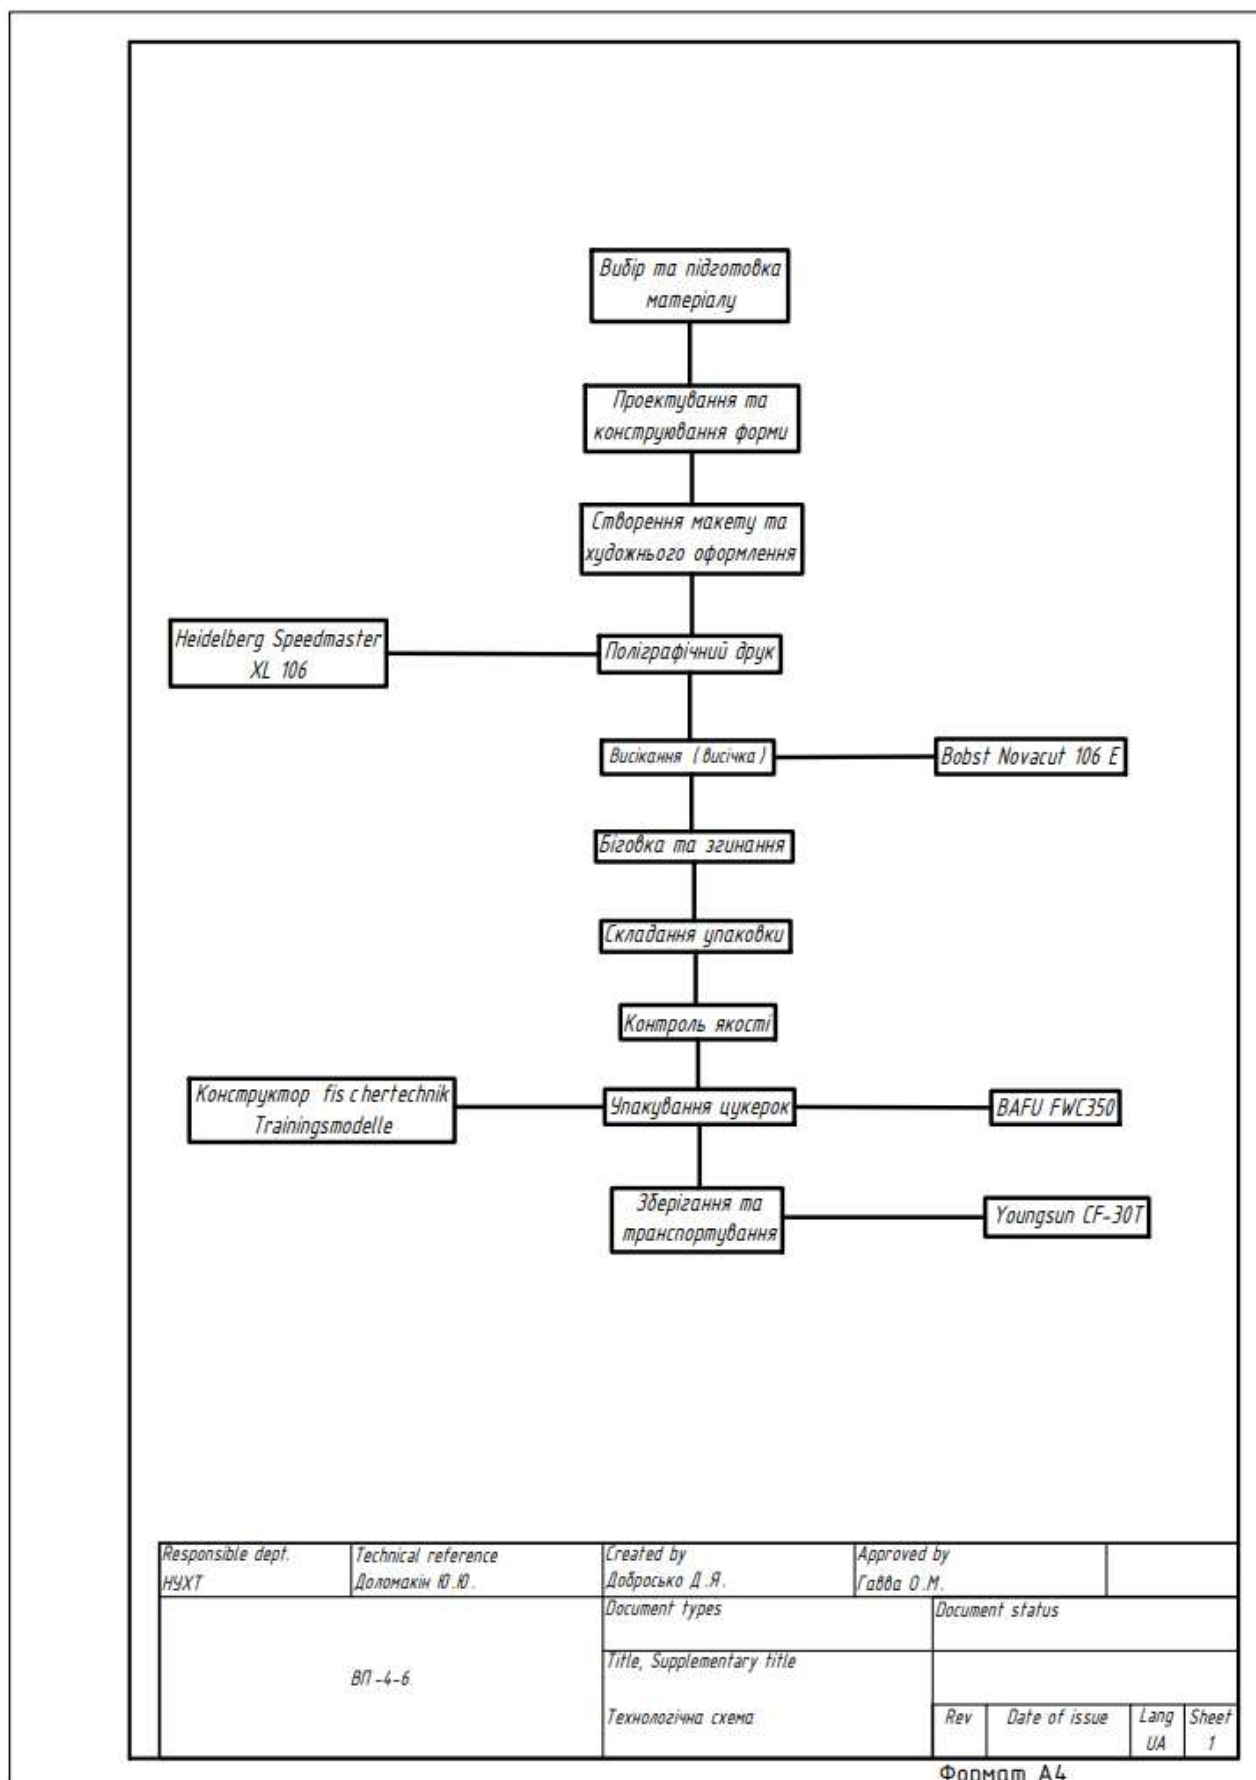 Вибір та підготовка
матеріалу
Проектування та
конструювання форми
Створення макету та
художнього оформлення
Heidelberg Speedmaster
XL 106
Поліграфічний друк
Висікання (висічка)
Bobst Novacut 106 E
Біговка та згинання
Складання упаковки
Контроль якості
Конструктор fischertechnik
Trainingsmodelle
Упакування цукерок
BAFU FWC350
Зберігання та
транспортування
Youngsun CF-30T
Responsible dept.
НУХТ
Technical reference
Доломакін Ю.Ю.
Created by
Добросько Д.Я.
Approved by
Гавва О.М.
ВП-4-6
Document types
Document status
Title, Supplementary title
Технологічна схема
Rev
Date of issue
Lang
UA
Sheet
1
Формат А4